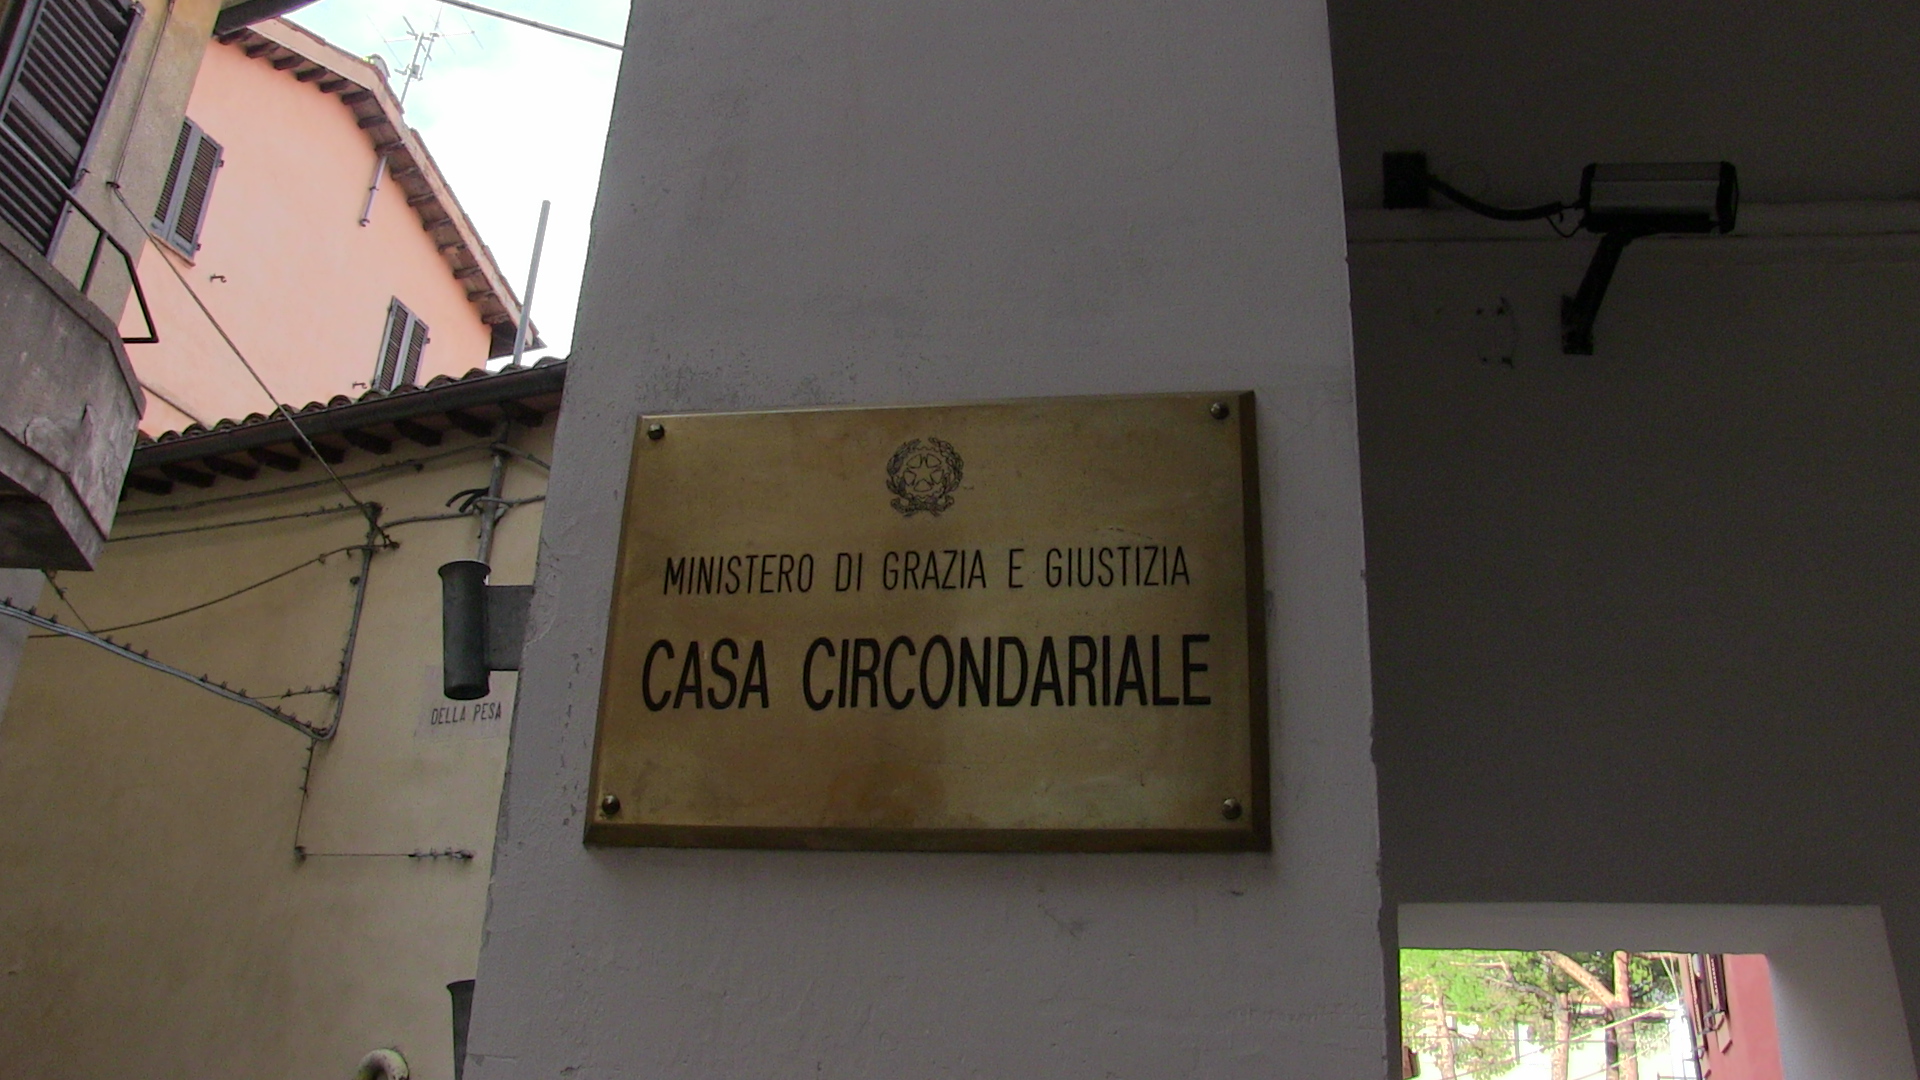 MINISTERO DI GRAZIA E GIUSTIZIA
CASA CIRCONDARIALE
DELLA PESA